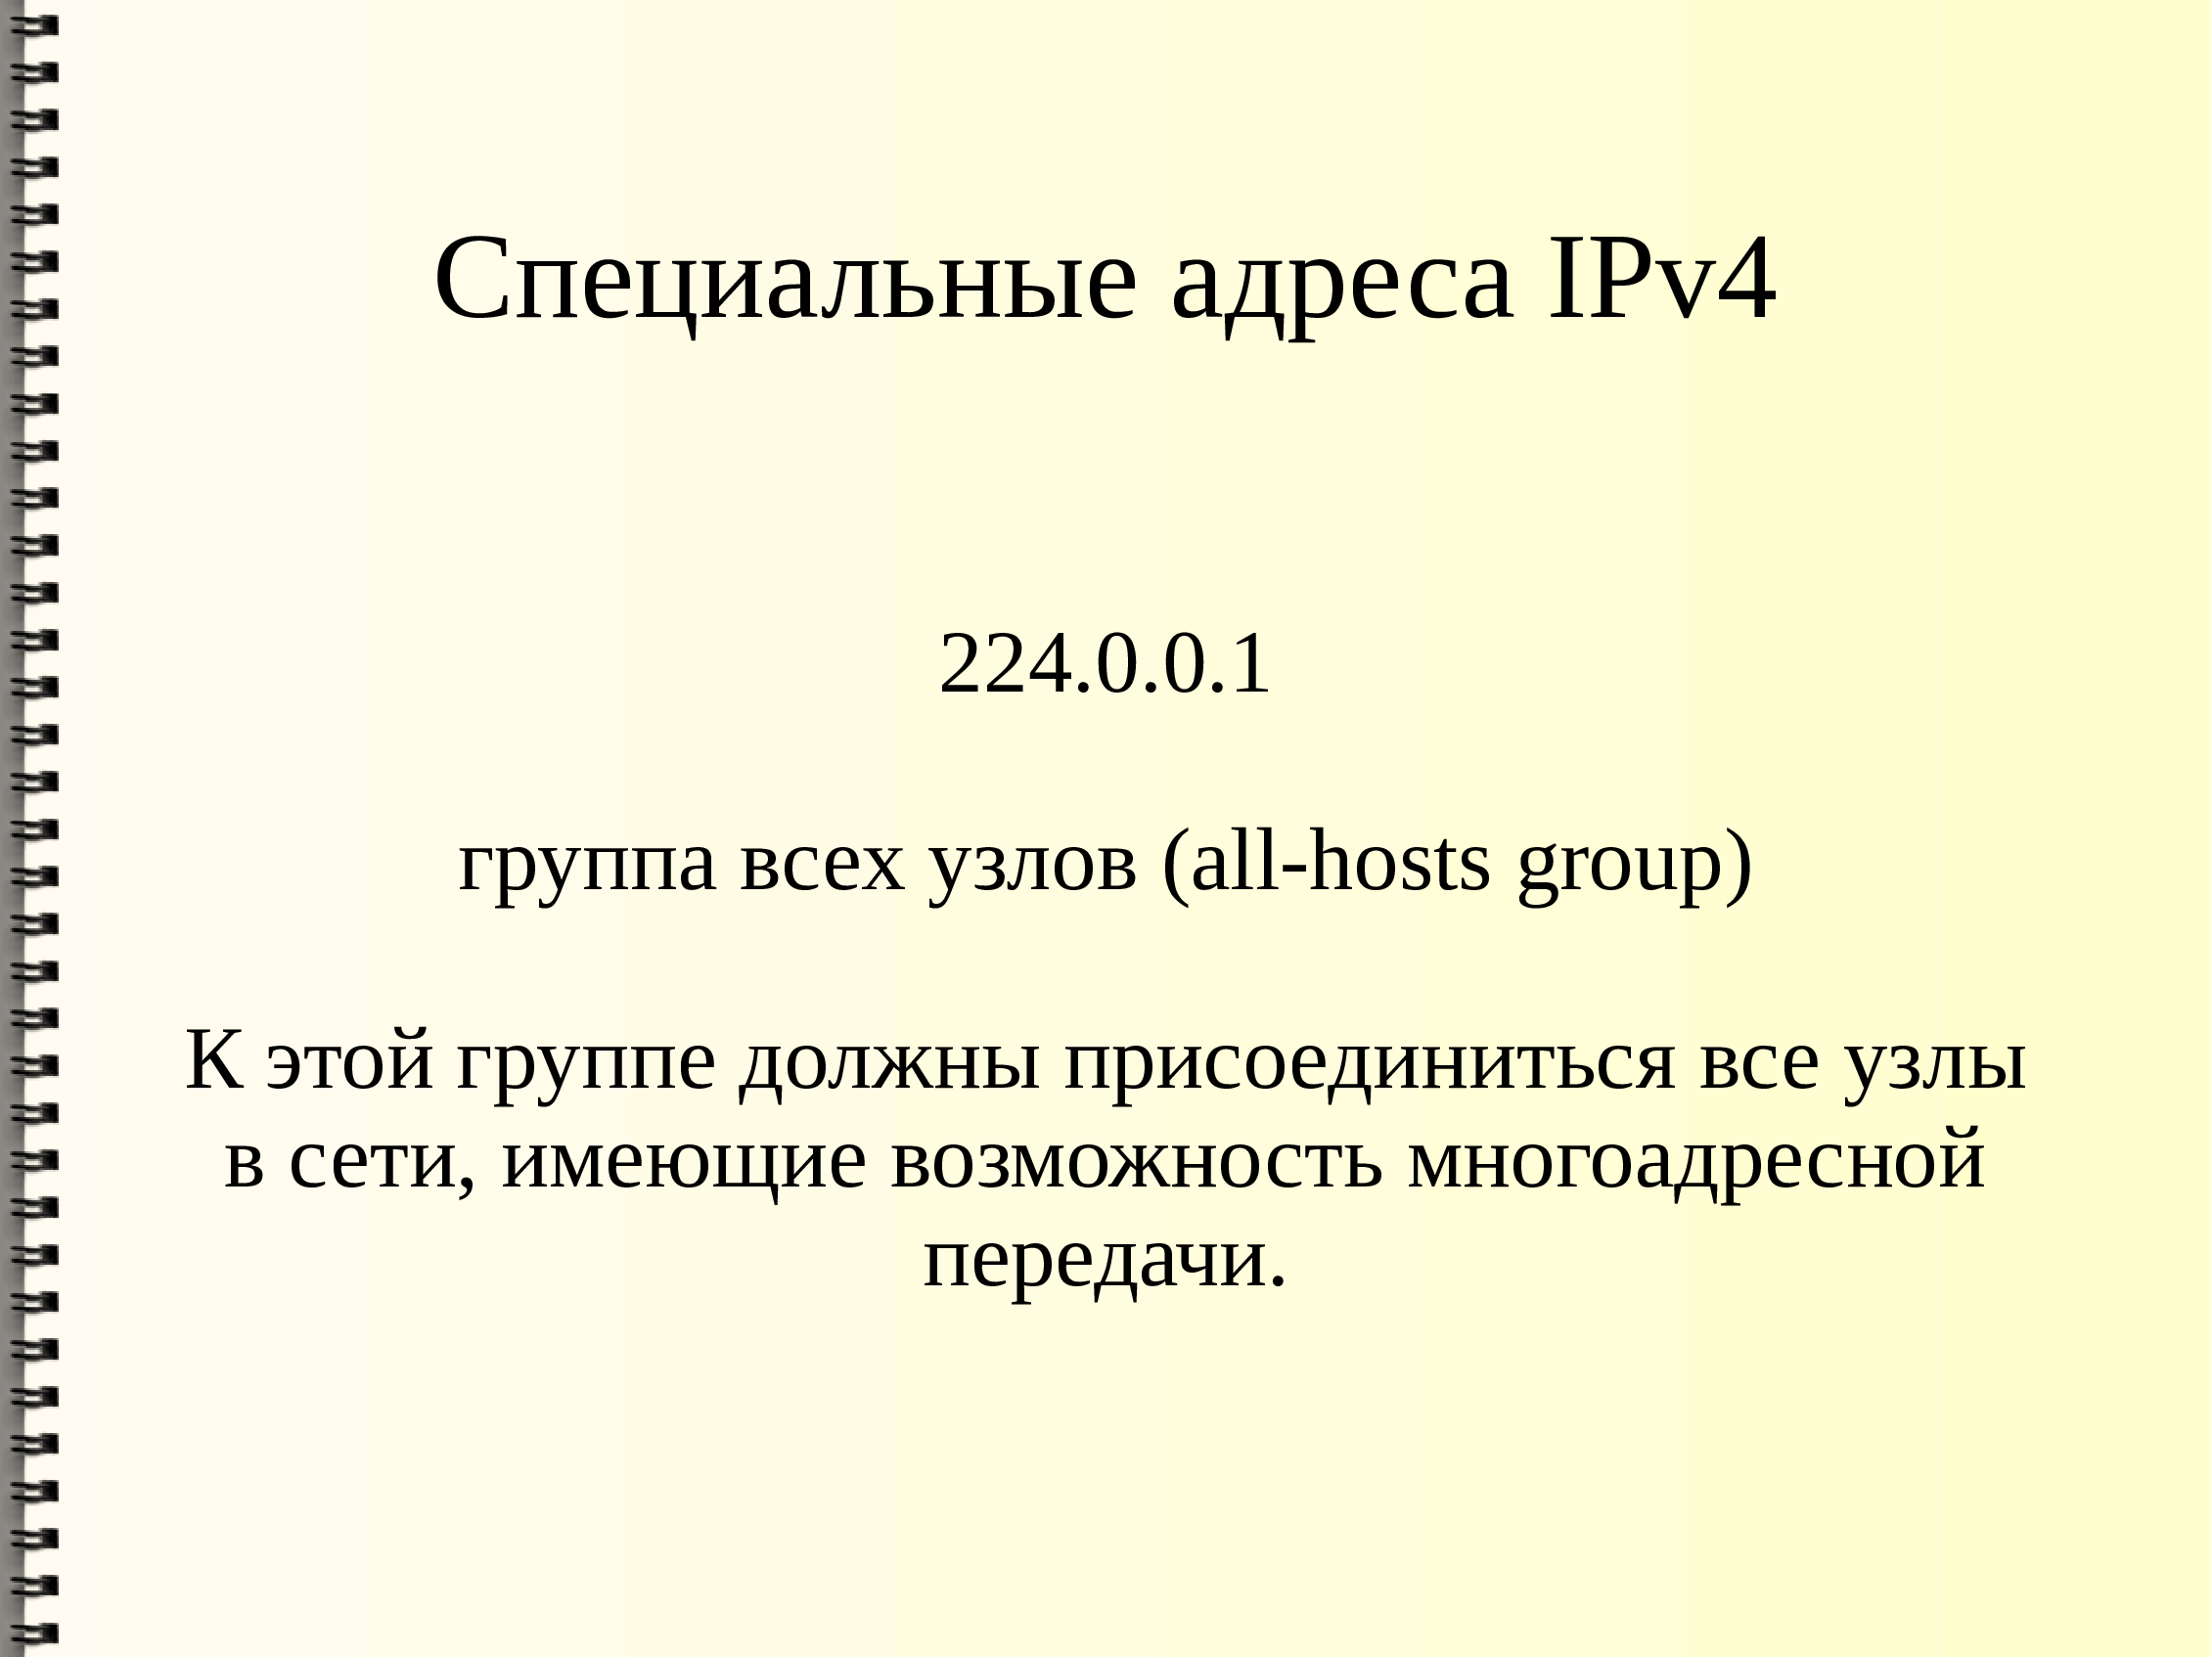 Специальные адреса IPv4
224.0.0.1
группа всех узлов (all-hosts group)
К этой группе должны присоединиться все узлы
в сети, имеющие возможность многоадресной
передачи.